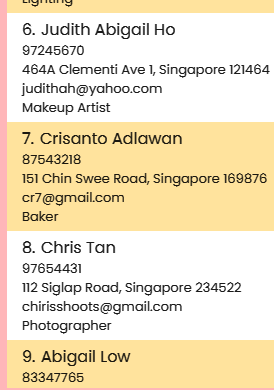 Lighting
6. Judith Abigail Ho
97245670
464A Clementi Ave 1, Singapore 121464
judithah@yahoo.com
Makeup Artist
7. Crisanto Adlawan
87543218
151 Chin Swee Road, Singapore 169876
cr7@gmail.com
Baker
8. Chris Tan
97654431
112 Siglap Road, Singapore 234522
chirisshoots@gmail.com
Photographer
9. Abigail Low
83347765